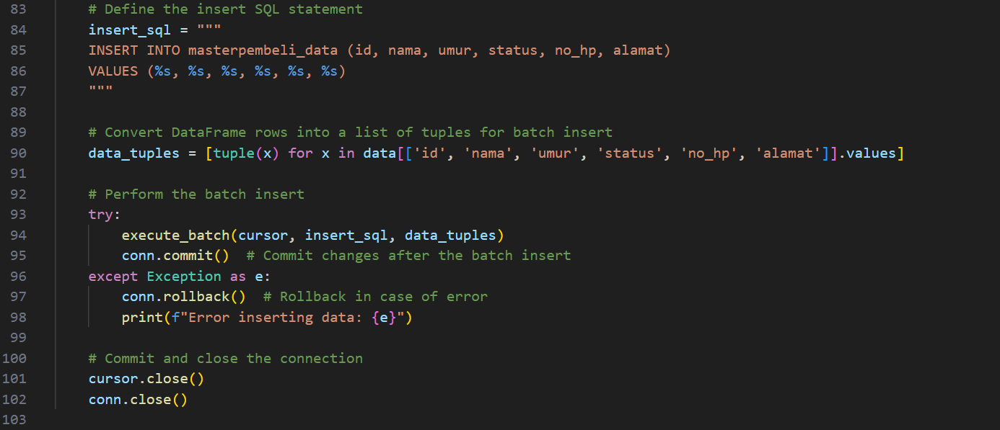 83 # Define the insert SQL statement
84 insert_sql = """
85 INSERT INTO masterpembeli_data (id, nama, umur, status, no_hp, alamat)
86 VALUES (%s, %s, %s, %s, %s, %s)
87 """
88
89 # Convert DataFrame rows into a list of tuples for batch insert
90 data_tuples = [tuple(x) for x in data[['id', 'nama', 'umur', 'status', 'no_hp', 'alamat']].values]
91
92 # Perform the batch insert
93 try:
94     execute_batch(cursor, insert_sql, data_tuples)
95     conn.commit()  # Commit changes after the batch insert
96 except Exception as e:
97     conn.rollback()  # Rollback in case of error
98     print(f"Error inserting data: {e}")
99
100 # Commit and close the connection
101 cursor.close()
102 conn.close()
103